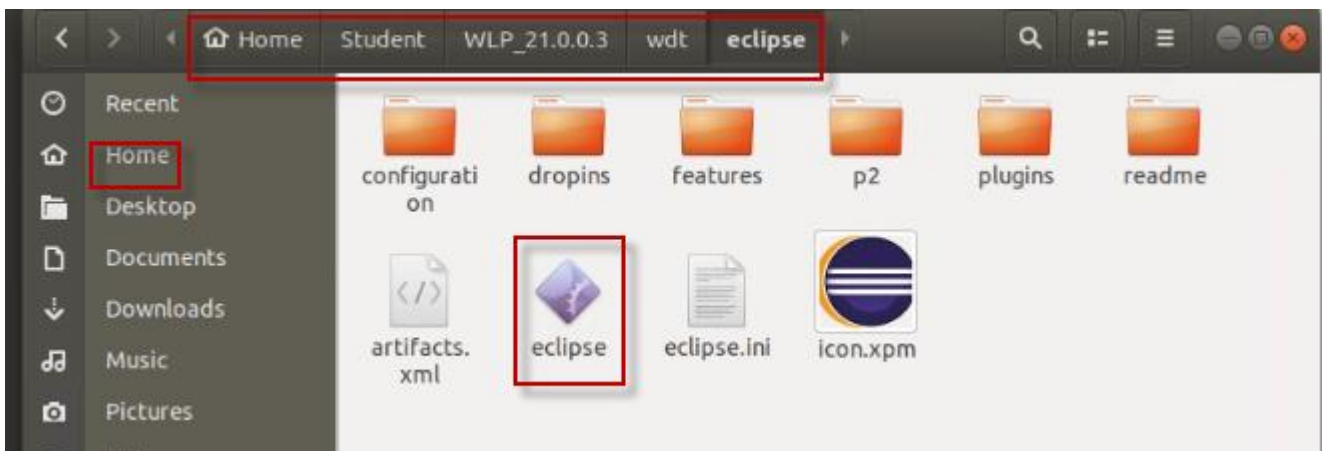 Home Student WLP_21.0.0.3 wdt eclipse
Recent
Home
Desktop
Documents
Downloads
Music
Pictures
configurati
on
dropins
features
p2
plugins
readme
artifacts.
xml
eclipse
eclipse.ini
icon.xpm